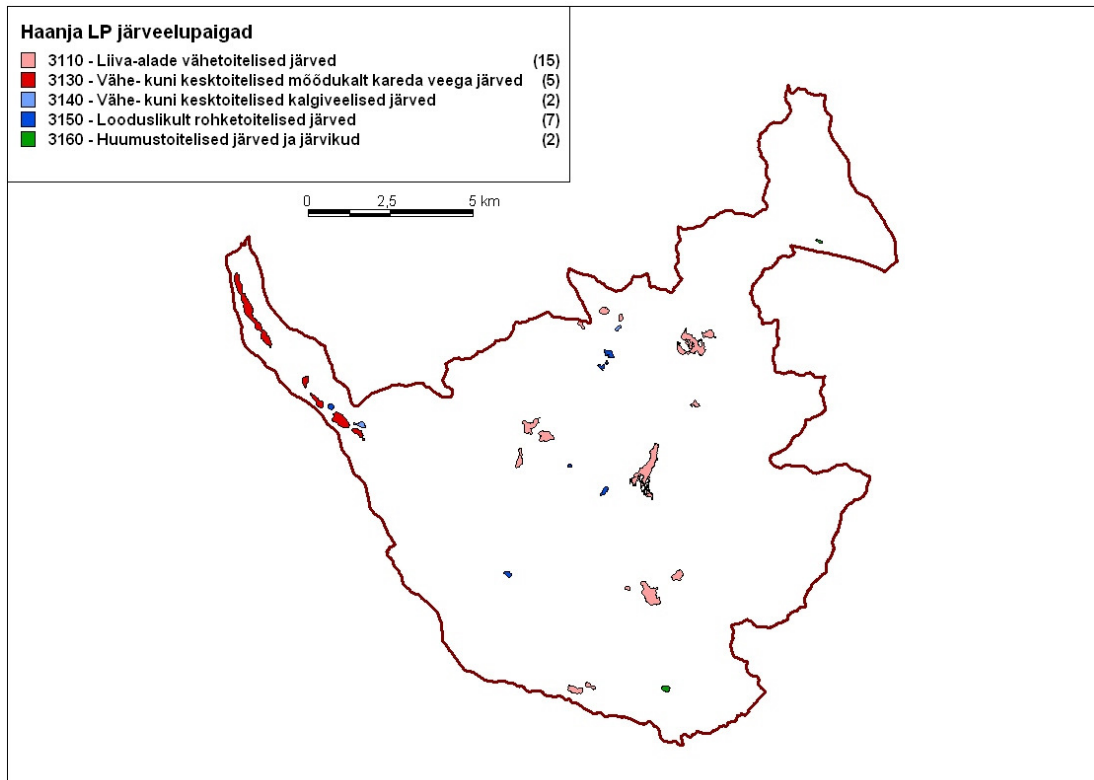 Haanja LP järveelupaigad
3110 - Liiva-alade vähetoitelised järved (15)
3130 - Vähe- kuni kesktoitelised mõõdukalt kareda veega järved (5)
3140 - Vähe- kuni kesktoitelised kalgiveelised järved (2)
3150 - Looduslikult rohketoitelised järved (7)
3160 - Huumustoitelised järved ja järvikud (2)
0 2,5 5 km